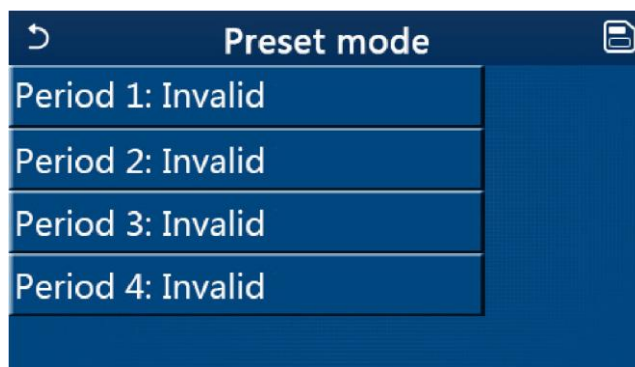 Preset mode
Period 1: Invalid
Period 2: Invalid
Period 3: Invalid
Period 4: Invalid